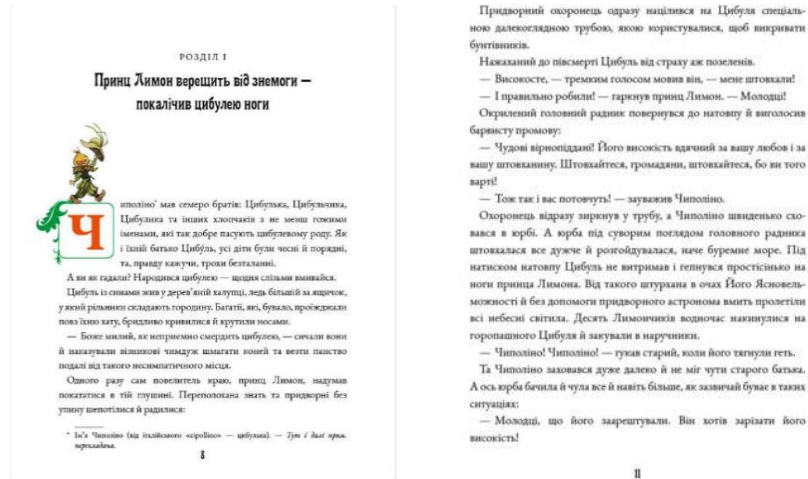 РОЗДІЛ І
Принц Лимон верещить від знемоги —
покалічив цибулею ноги
Чиполіно* мав семеро братів: Цибулька, Цибульчика,
Цибулика та інших хлопчаків з не менш гожими
іменами, які так добре пасують цибулевому роду. Як
і їхній батько Цибýль, усі діти були чесні й порядні,
та, правду кажучи, трохи безталанні.
А ви як гадали? Народився цибулею — щодня слізьми вмивайся.
Цибуль із синами жив у дерев'яній халупці, ледь більшій за ящичок,
у який рільники складають городину. Багатії, які, бувало, проїжджали
повз їхню хату, бридливо кривилися й крутили носами.
— Боже милий, як неприємно смердить цибулею, — сичали вони
й наказували візникові чимдуж шмагати коней та везти панство
подалі від такого несимпатичного місця.
Одного разу сам повелитель краю, принц Лимон, надумав
покататися в тій глушині. Переполохана знать та придворні без
упину шепотілися й радилися:
* Ім'я Чиполіно (від італійського «cipollino» — цибулька). — Тут і далі прим.
перекладача.
8
Придворний охоронець одразу націлився на Цибуля спеціаль-
ною далекоглядною трубою, якою користувалися, щоб викривати
бунтівників.
Нажаханий до півсмерті Цибуль від страху аж позеленів.
— Високосте, — тремким голосом мовив він, — мене штовхали!
— І правильно робили! — гаркнув принц Лимон. — Молодці!
Окрилений головний радник повернувся до натовпу й виголосив
барвисту промову:
— Чудові вірнопіддані! Його високість вдячний за вашу любов і за
вашу штовханину. Штовхайтеся, громадяни, штовхайтеся, бо ви того
варті!
— Тож так і вас потовчуть! — зауважив Чиполіно.
Охоронець відразу зиркнув у трубу, а Чиполіно швиденько схо-
вався в юрбі. А юрба під суворим поглядом головного радника
штовхалася все дужче й розгойдувалася, наче буремне море. Під
натиском натовпу Цибуль не витримав і гепнувся простісінько на
ноги принца Лимона. Від такого штурхана в очах Його Ясновель-
можності й без допомоги придворного астронома вмить пролетіли
всі небесні світила. Десять Лимончиків водночас накинулися на
горопашного Цибуля й закували в наручники.
— Чиполіно! Чиполіно! — гукав старий, коли його тягнули геть.
Та Чиполіно заховався дуже далеко й не міг чути старого батька.
А ось юрба бачила й чула все й навіть більше, як зазвичай буває в таких
ситуаціях:
— Молодці, що його заарештували. Він хотів зарізати його
високість!
11